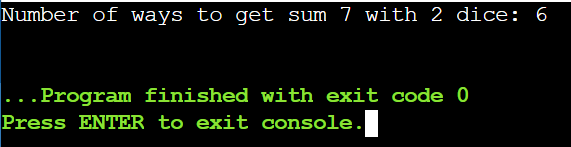 Number of ways to get sum 7 with 2 dice: 6
...Program finished with exit code 0
Press ENTER to exit console.